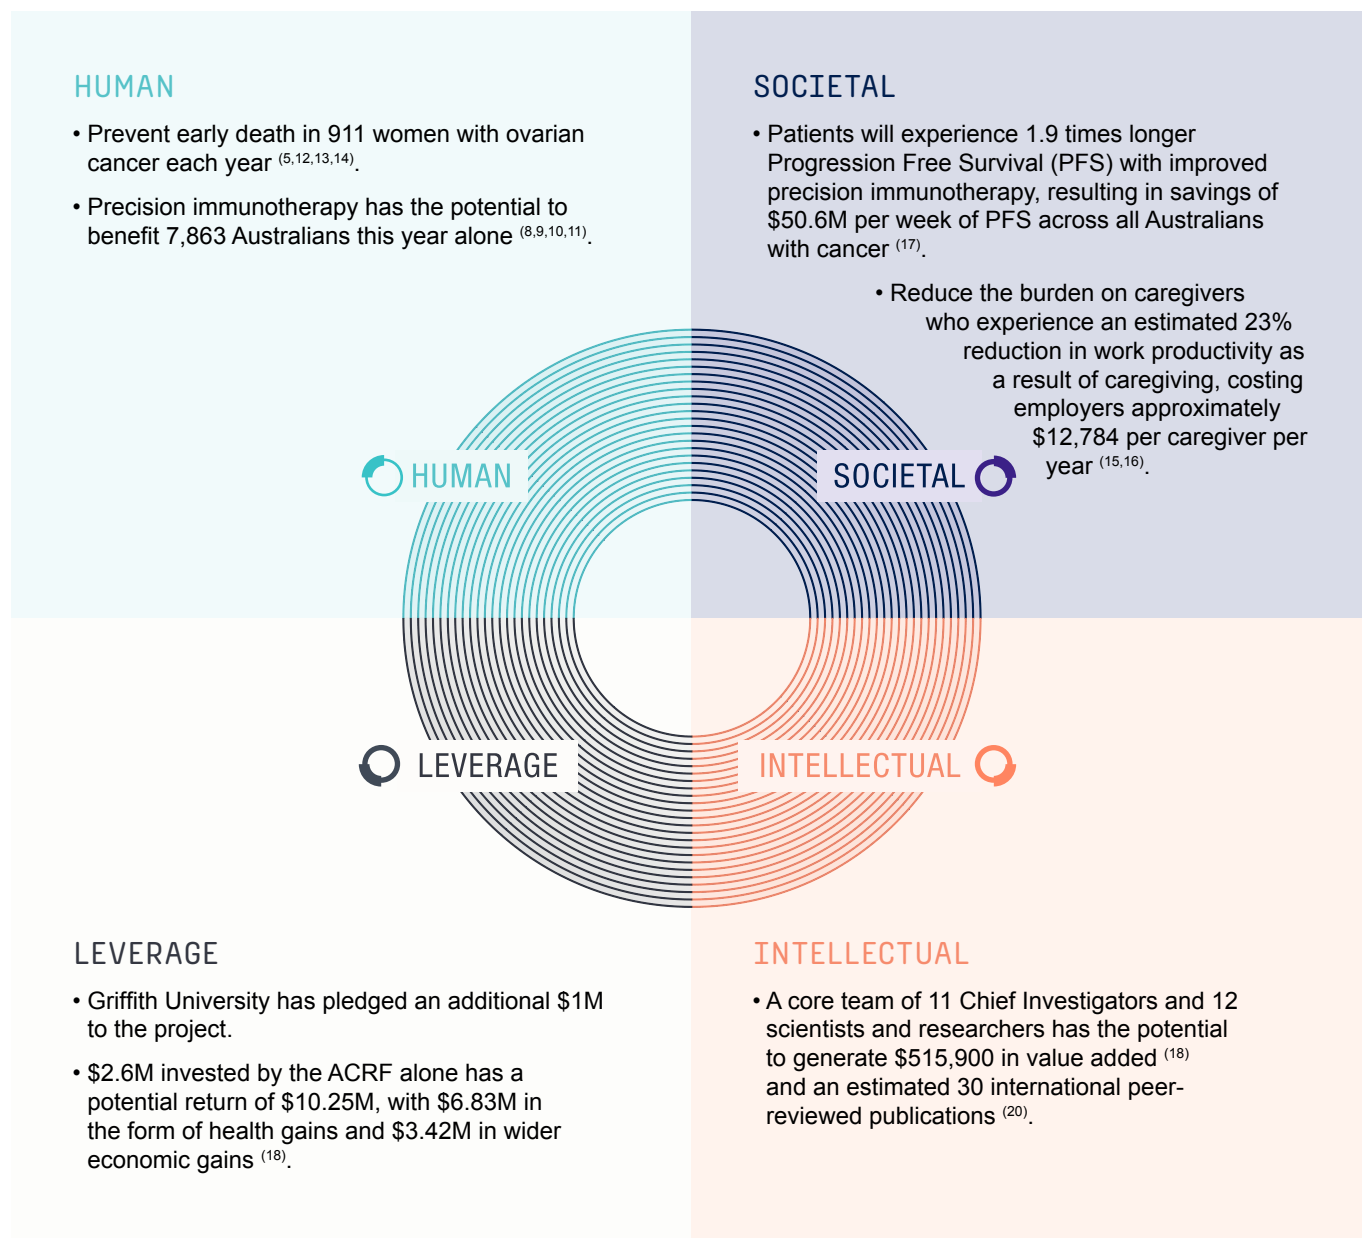 HUMAN
• Prevent early death in 911 women with ovarian
cancer each year (5,12,13,14).
• Precision immunotherapy has the potential to
benefit 7,863 Australians this year alone (8,9,10,11).
SOCIETAL
• Patients will experience 1.9 times longer
Progression Free Survival (PFS) with improved
precision immunotherapy, resulting in savings of
$50.6M per week of PFS across all Australians
with cancer (17).
• Reduce the burden on caregivers
who experience an estimated 23%
reduction in work productivity as
a result of caregiving, costing
employers approximately
$12,784 per caregiver per
year (15,16).
HUMAN
SOCIETAL
LEVERAGE
INTELLECTUAL
LEVERAGE
• Griffith University has pledged an additional $1M
to the project.
• $2.6M invested by the ACRF alone has a
potential return of $10.25M, with $6.83M in
the form of health gains and $3.42M in wider
economic gains (18).
INTELLECTUAL
• A core team of 11 Chief Investigators and 12
scientists and researchers has the potential
to generate $515,900 in value added (18)
and an estimated 30 international peer-
reviewed publications (20).